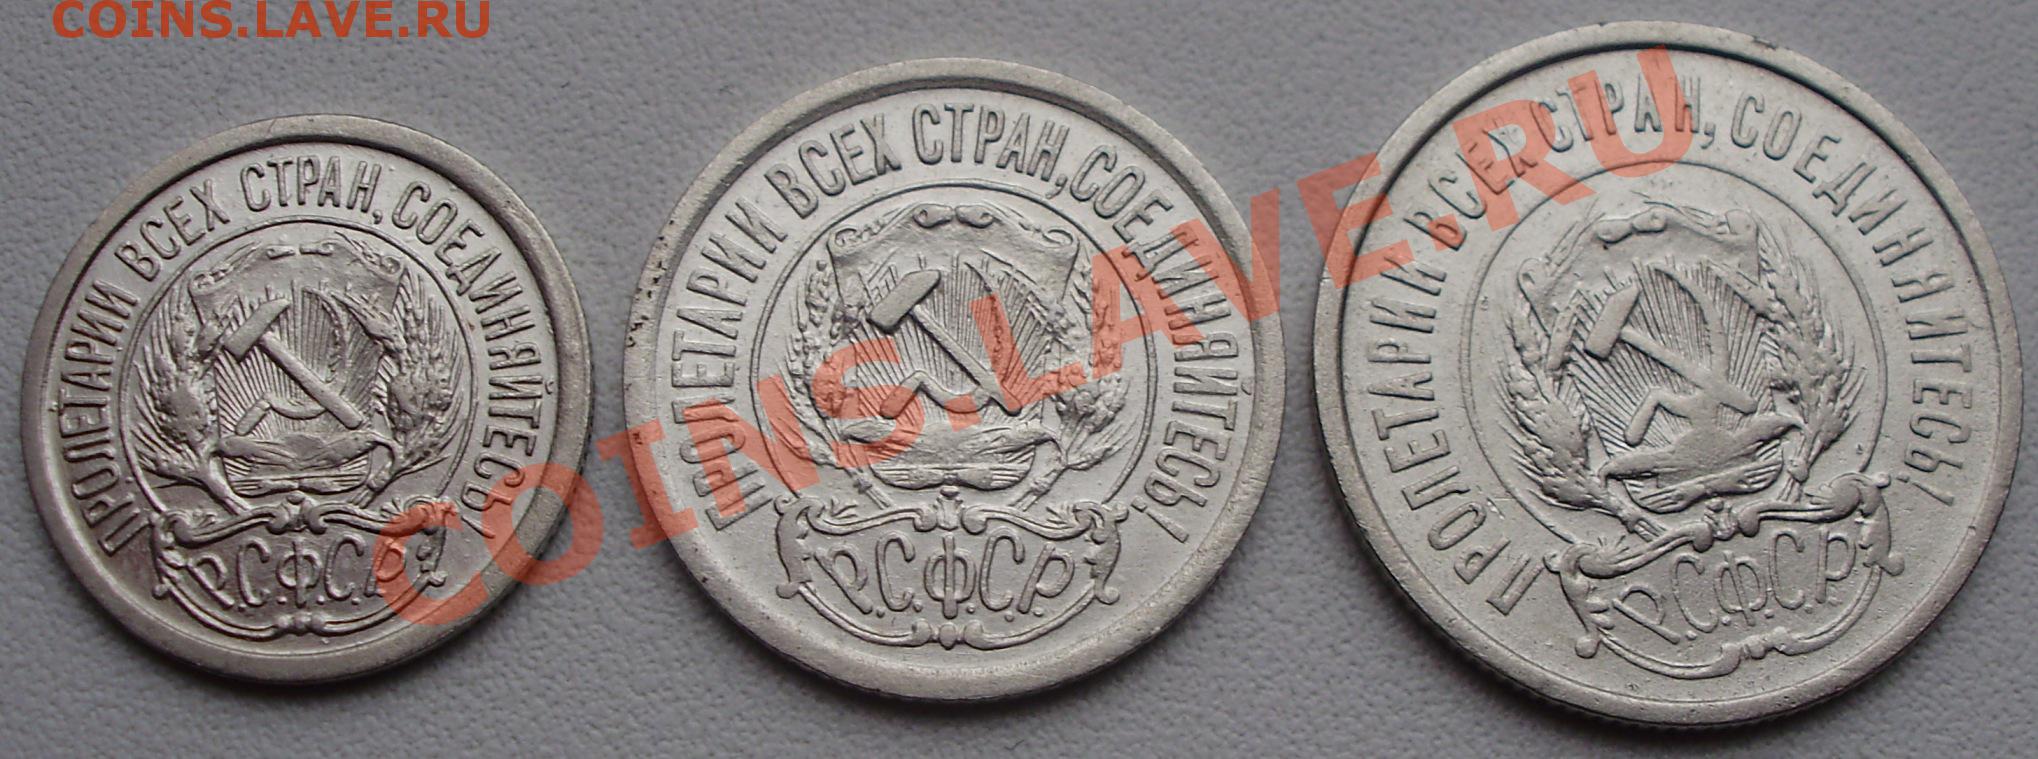 COINS.LAVE.RU
ПРОЛЕТАРИИ ВСЕХ СТРАН, СОЕДИНЯЙТЕСЬ!
Р.С.Ф.С.Р.
ПРОЛЕТАРИИ ВСЕХ СТРАН, СОЕДИНЯЙТЕСЬ!
Р.С.Ф.С.Р.
ПРОЛЕТАРИИ ВСЕХ СТРАН, СОЕДИНЯЙТЕСЬ!
Р.С.Ф.С.Р.
COINS.LAVE.RU